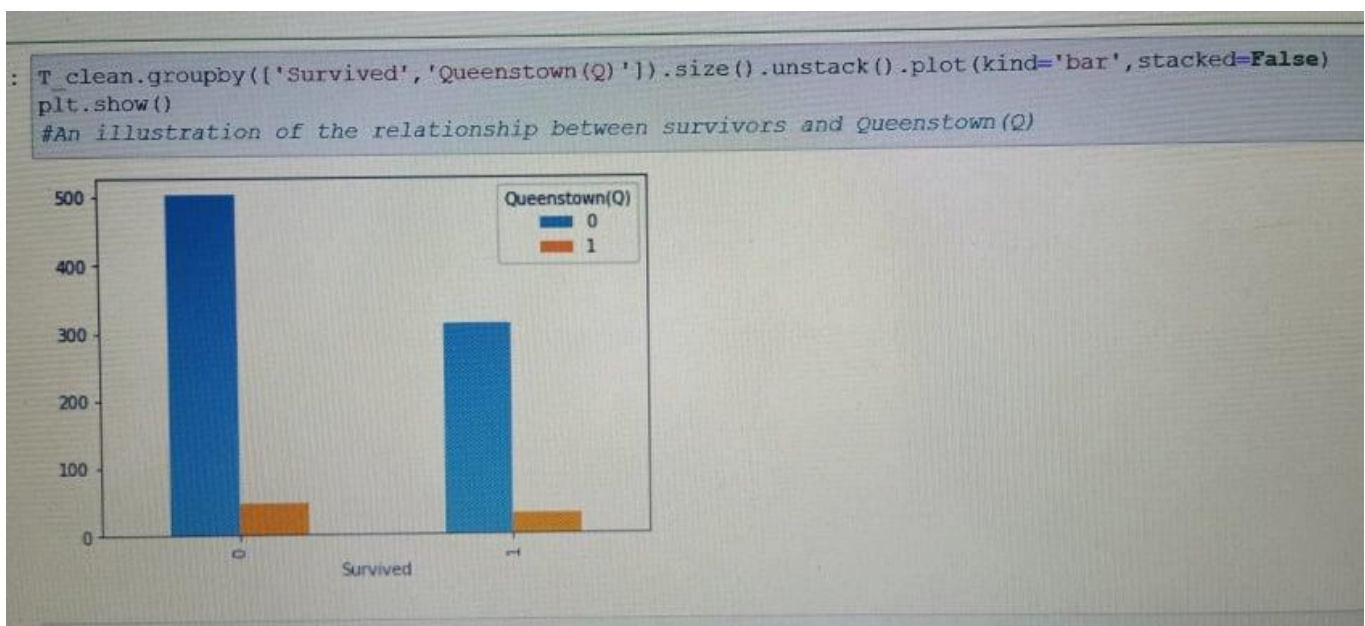 : T_clean.groupby(['Survived','Queenstown(Q)']).size().unstack().plot(kind='bar',stacked=False)
plt.show()
#An illustration of the relationship between survivors and Queenstown(Q)
Queenstown(Q)
0
1
500
400
300
200
100
0
0
1
Survived